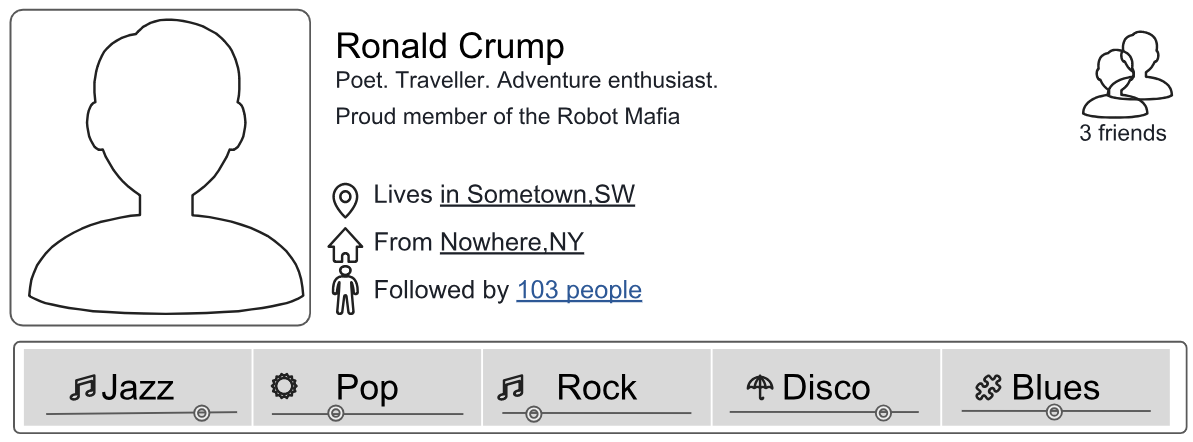 Ronald Crump
Poet. Traveller. Adventure enthusiast.
Proud member of the Robot Mafia
3 friends
Lives in Sometown,SW
From Nowhere,NY
Followed by 103 people
Jazz Pop Rock Disco Blues